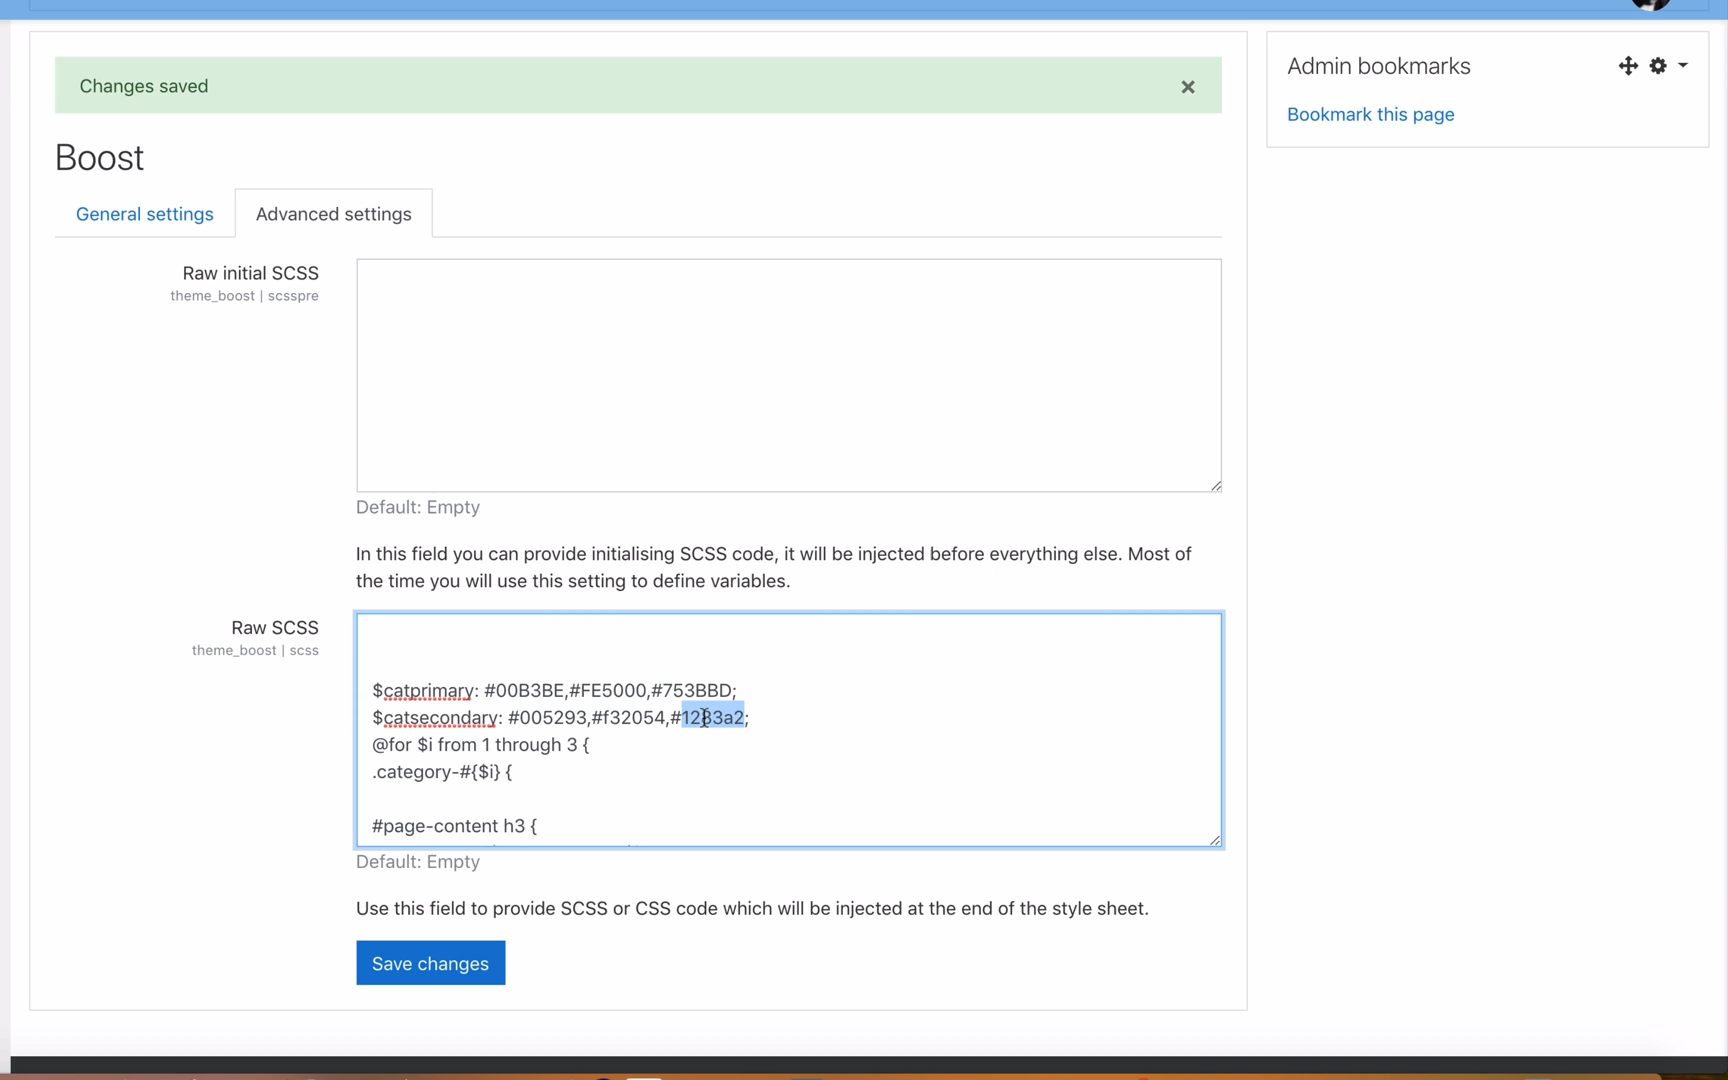 Changes saved
×
Admin bookmarks
Bookmark this page
Boost
General settings
Advanced settings
Raw initial SCSS
theme_boost | scsspre
Default: Empty
In this field you can provide initialising SCSS code, it will be injected before everything else. Most of
the time you will use this setting to define variables.
Raw SCSS
theme_boost | scss
$catprimary: #00B3BE,#FE5000,#753BBD;
$catsecondary: #005293,#f32054,#1283a2;
@for $i from 1 through 3 {
.category-#{$i} {
#page-content h3 {
Default: Empty
Use this field to provide SCSS or CSS code which will be injected at the end of the style sheet.
Save changes